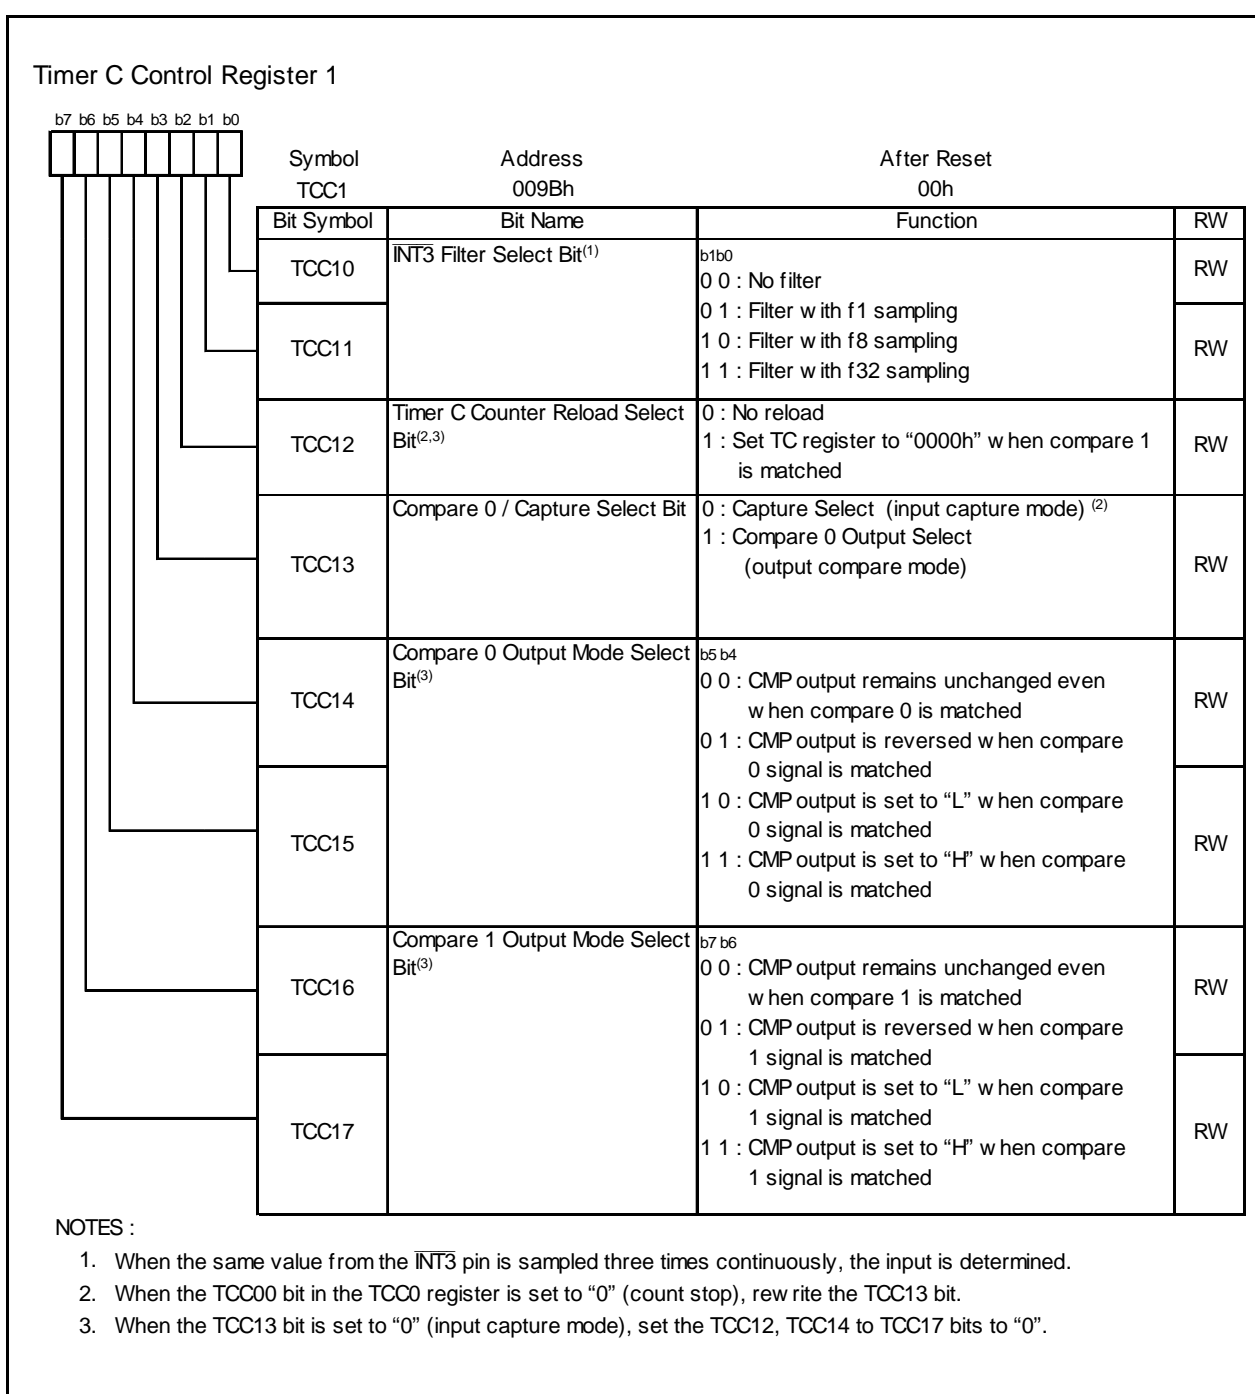 Timer C Control Register 1
b7 b6 b5 b4 b3 b2 b1 b0
Symbol Address After Reset
TCC1 009Bh 00h
Bit Symbol Bit Name Function RW
TCC10 INT3 Filter Select Bit(1) b1b0 RW
0 0 : No filter
0 1 : Filter with f1 sampling
TCC11 1 0 : Filter with f8 sampling RW
1 1 : Filter with f32 sampling
TCC12 Timer C Counter Reload Select Bit(2,3) 0 : No reload RW
1 : Set TC register to “0000h” when compare 1
is matched
TCC13 Compare 0 / Capture Select Bit 0 : Capture Select (input capture mode) (2) RW
1 : Compare 0 Output Select
(output compare mode)
TCC14 Compare 0 Output Mode Select Bit(3) b5 b4 RW
0 0 : CMP output remains unchanged even
when compare 0 is matched
0 1 : CMP output is reversed when compare
0 signal is matched
TCC15 1 0 : CMP output is set to “L” when compare RW
0 signal is matched
1 1 : CMP output is set to “H” when compare
0 signal is matched
TCC16 Compare 1 Output Mode Select Bit(3) b7 b6 RW
0 0 : CMP output remains unchanged even
when compare 1 is matched
0 1 : CMP output is reversed when compare
1 signal is matched
TCC17 1 0 : CMP output is set to “L” when compare RW
1 signal is matched
1 1 : CMP output is set to “H” when compare
1 signal is matched
NOTES :
1. When the same value from the INT3 pin is sampled three times continuously, the input is determined.
2. When the TCC00 bit in the TCC0 register is set to “0” (count stop), rewrite the TCC13 bit.
3. When the TCC13 bit is set to “0” (input capture mode), set the TCC12, TCC14 to TCC17 bits to “0”.